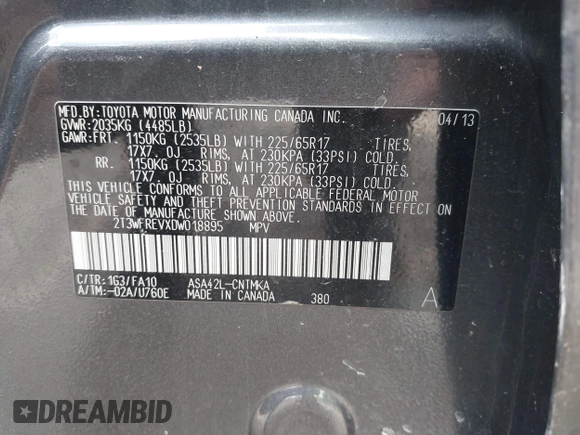 MFD.BY:TOYOTA MOTOR MANUFACTURING CANADA INC. 04/13
GVWR:2035KG (4485LB)
GAWR:FRT. 1150KG (2535LB) WITH 225/65R17 TIRES,
17X7 OJ RIMS, AT 230KPA (33PSI) COLD.
RR. 1150KG (2535LB) WITH 225/65R17 TIRES,
17X7 OJ RIMS, AT 230KPA (33PSI) COLD.
THIS VEHICLE CONFORMS TO ALL APPLICABLE FEDERAL MOTOR
VEHICLE SAFETY AND THEFT PREVENTION STANDARDS IN EFFECT ON
THE DATE OF MANUFACTURE SHOWN ABOVE.
2T3WFREVXDW018895 MPV
C/TR:1G3/FA10 ASA42L-CNTMKA
A/TM:-02A/U760E MADE IN CANADA 380 A
DREAMBID